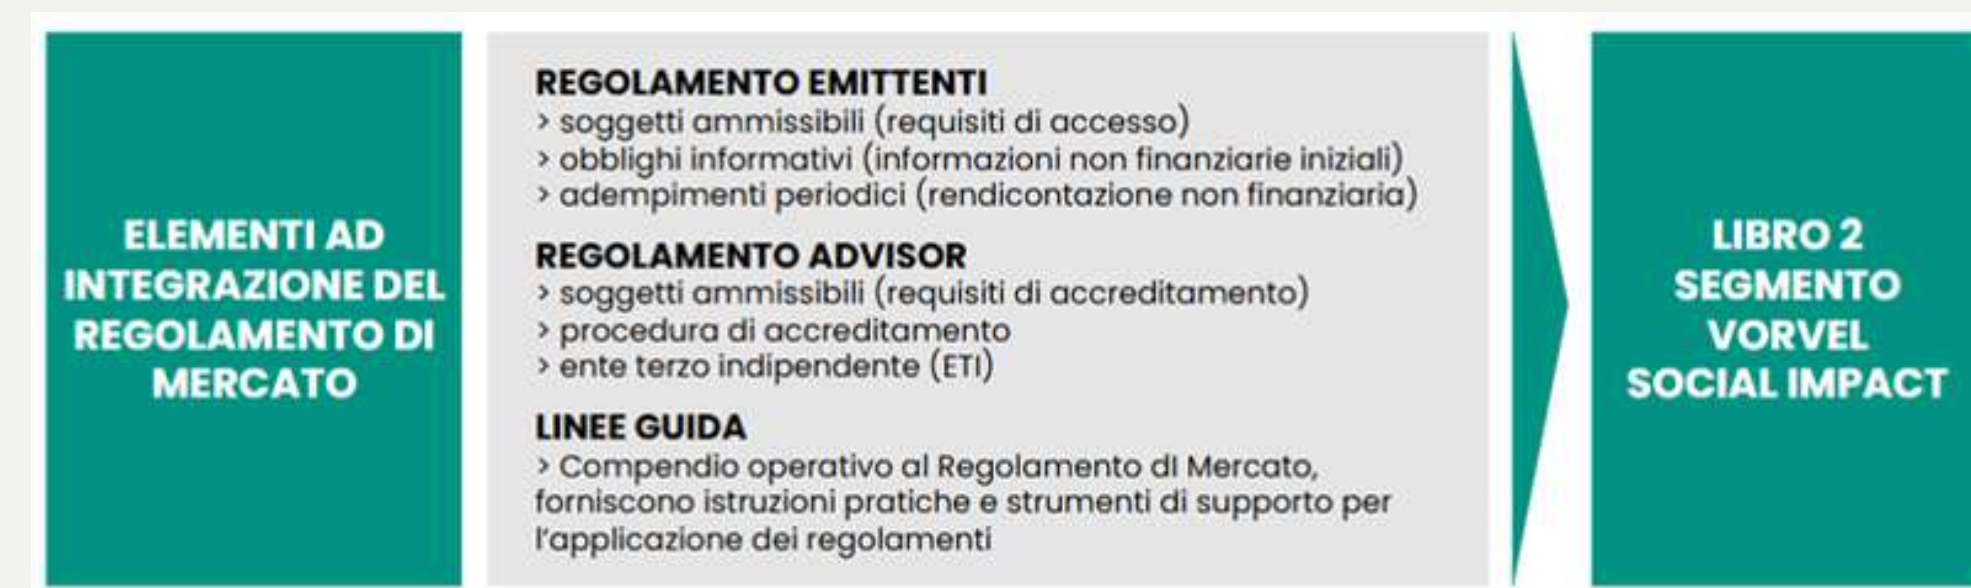 ELEMENTI AD
INTEGRAZIONE DEL
REGOLAMENTO DI
MERCATO
REGOLAMENTO EMITTENTI
> soggetti ammissibili (requisiti di accesso)
> obblighi informativi (informazioni non finanziarie iniziali)
> adempimenti periodici (rendicontazione non finanziaria)
REGOLAMENTO ADVISOR
> soggetti ammissibili (requisiti di accreditamento)
> procedura di accreditamento
> ente terzo indipendente (ETI)
LINEE GUIDA
> Compendio operativo al Regolamento dI Mercato,
forniscono istruzioni pratiche e strumenti di supporto per
l'applicazione dei regolamenti
LIBRO 2
SEGMENTO
VORVEL
SOCIAL IMPACT